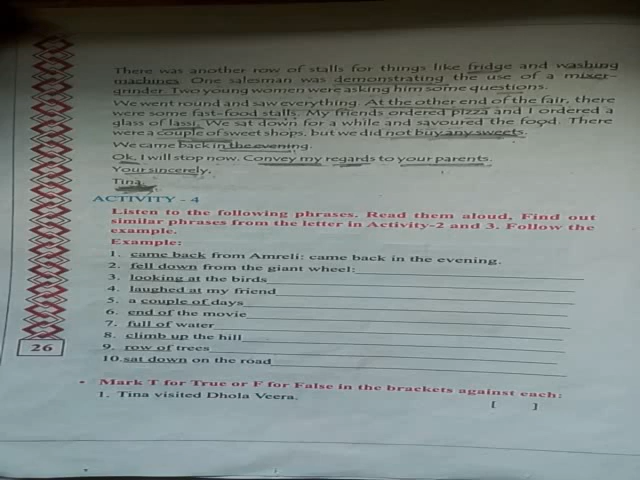 There was another row of stalls for things like fridge and washing
machines. One salesman was demonstrating the use of a mixer-
grinder. Two young women were asking him some questions.
We went round and saw everything. At the other end of the fair, there
were some fast-food stalls. My friends ordered pizza and I ordered a
glass of lassi. We sat down for a while and savoured the food. There
were a couple of sweet shops, but we did not buy any sweets.
We came back in the evening.
Ok, I will stop now. Convey my regards to your parents.
Your sincerely,
Tina.
ACTIVITY - 4
Listen to the following phrases. Read them aloud, Find out
similar phrases from the letter in Activity-2 and 3. Follow the
example.
Example:
1. came back from Amreli: came back in the evening.
2. fell down from the giant wheel:
3. looking at the birds
4. laughed at my friend
5. a couple of days
6. end of the movie
7. full of water
8. climb up the hill
9. row of trees
10. sat down on the road
26
• Mark T for True or F for False in the brackets against each:
1. Tina visited Dhola Veera. [ ]